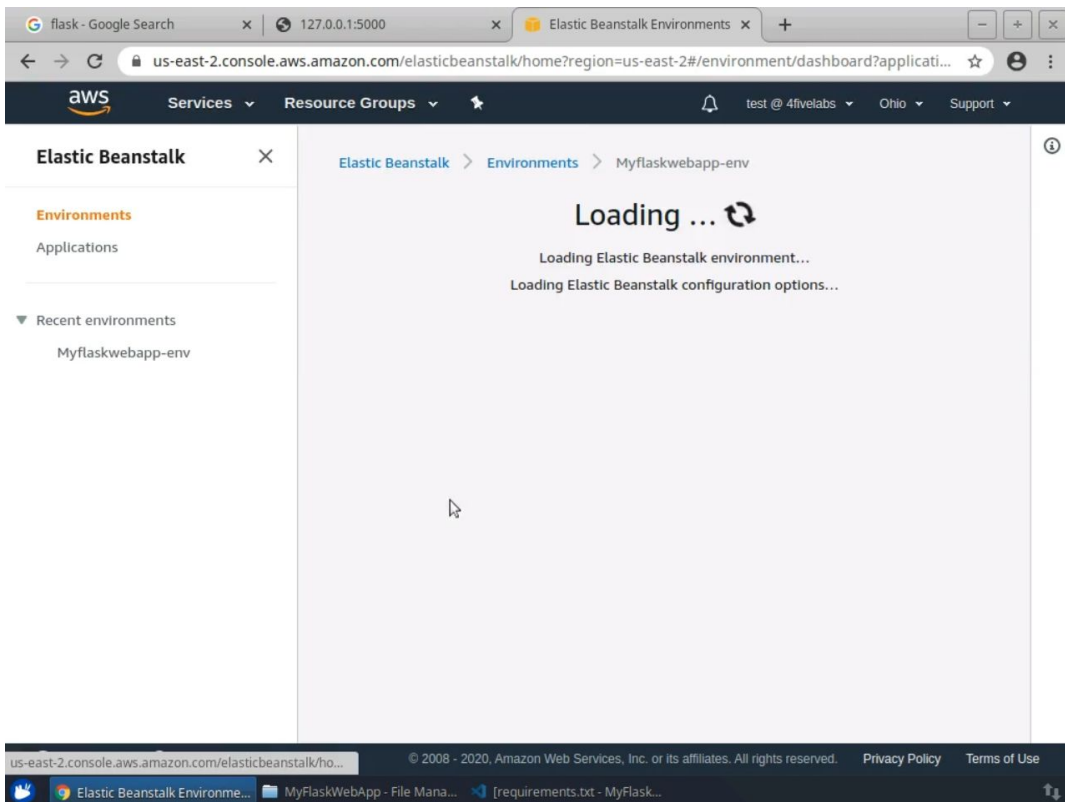 flask - Google Search
127.0.0.1:5000
Elastic Beanstalk Environments
us-east-2.console.aws.amazon.com/elasticbeanstalk/home?region=us-east-2#/environment/dashboard?applicati...
aws Services Resource Groups test @ 4fivelabs Ohio Support
Elastic Beanstalk
Environments
Applications
Recent environments
Myflaskwebapp-env
Elastic Beanstalk > Environments > Myflaskwebapp-env
Loading ...
Loading Elastic Beanstalk environment...
Loading Elastic Beanstalk configuration options...
us-east-2.console.aws.amazon.com/elasticbeanstalk/ho...
© 2008 - 2020, Amazon Web Services, Inc. or its affiliates. All rights reserved. Privacy Policy Terms of Use
Elastic Beanstalk Environme... MyFlaskWebApp - File Mana... [requirements.txt - MyFlask...